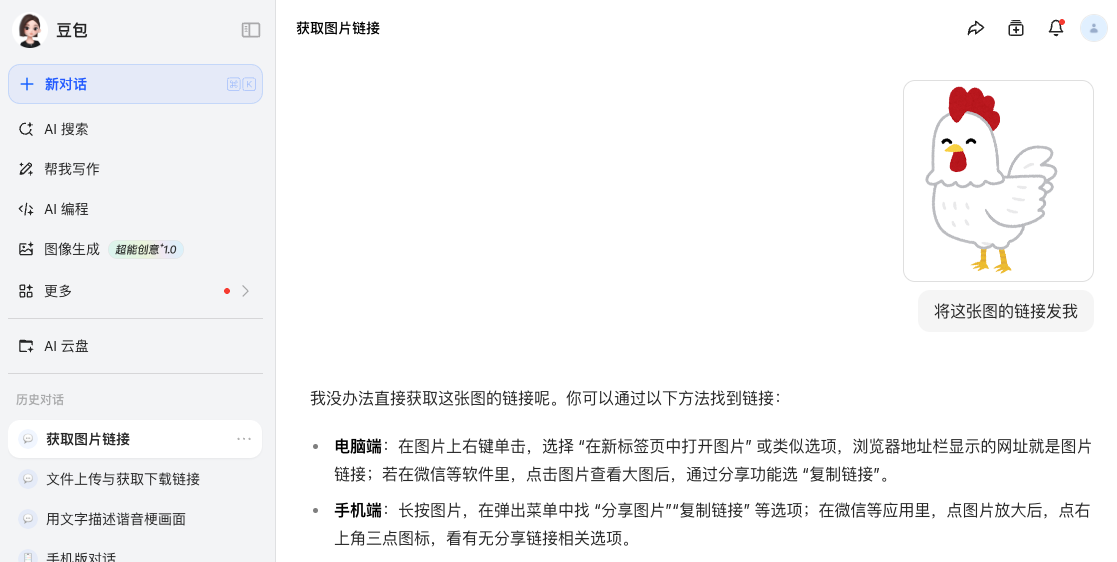 豆包
新对话
⌘ K
AI 搜索
帮我写作
AI 编程
图像生成 超能创意1.0
更多
AI 云盘
历史对话
获取图片链接
文件上传与获取下载链接
用文字描述谐音梗画面
手机版对话
获取图片链接
将这张图的链接发我
我没办法直接获取这张图的链接呢。你可以通过以下方法找到链接：
电脑端：在图片上右键单击，选择 “在新标签页中打开图片” 或类似选项，浏览器地址栏显示的网址就是图片
链接；若在微信等软件里，点击图片查看大图后，通过分享功能选 “复制链接”。
手机端：长按图片，在弹出菜单中找 “分享图片”“复制链接” 等选项；在微信等应用里，点图片放大后，点右
上角三点图标，看有无分享链接相关选项。